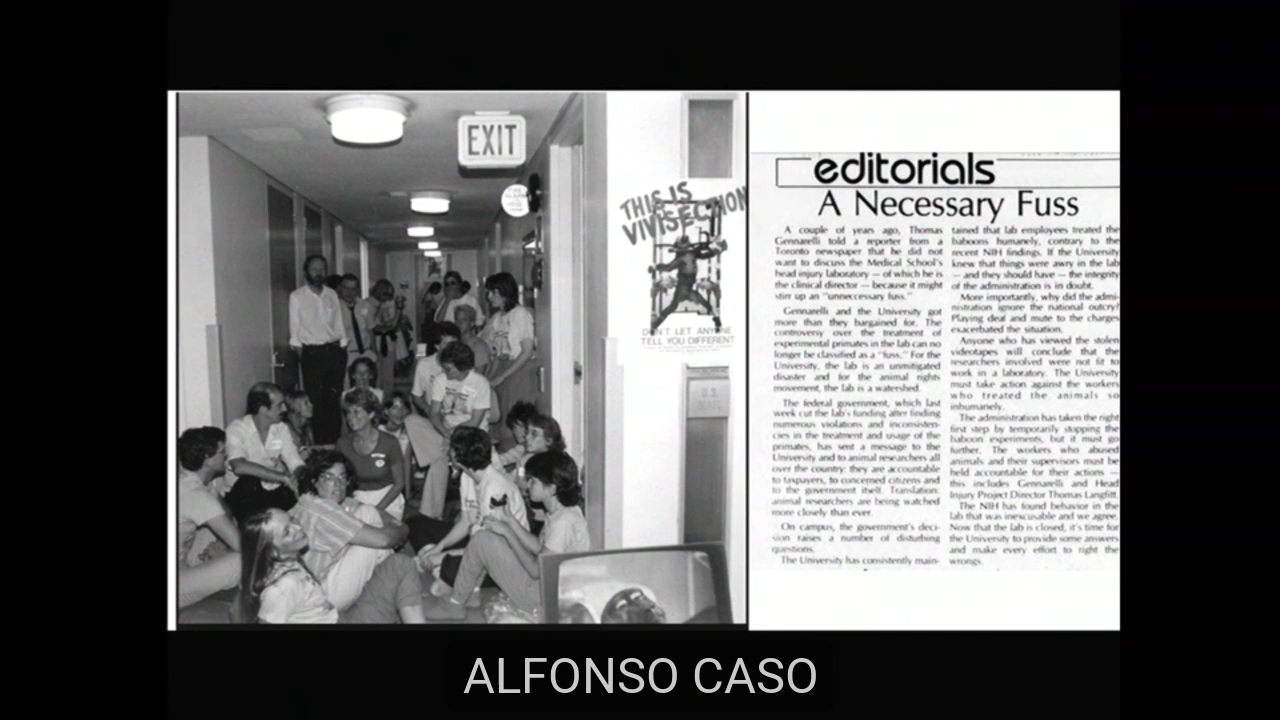 EXIT
THIS IS
VIVISECTION
DON'T LET ANYONE
TELL YOU DIFFERENT
U.S.
MAIL
editorials
A Necessary Fuss
A couple of years ago, Thomas
Gennarelli told a reporter from a
Toronto newspaper that he did not
want to discuss the Medical School's
head injury laboratory — of which he is
the clinical director — because it might
stirr up an "unneccessary fuss."
Gennarelli and the University got
more than they bargained for. The
controversy over the treatment of
experimental primates in the lab can no
longer be classified as a "fuss." For the
University, the lab is an unmitigated
disaster and for the animal rights
movement, the lab is a watershed.
The federal government, which last
week cut the lab's funding after finding
numerous violations and inconsisten-
cies in the treatment and usage of the
primates, has sent a message to the
University and to animal researchers all
over the country: they are accountable
to taxpayers, to concerned citizens and
to the government itself. Translation:
animal researchers are being watched
more closely than ever.
On campus, the government's deci-
sion raises a number of disturbing
questions.
The University has consistently main-
tained that lab employees treated the
baboons humanely, contrary to the
recent NIH findings. If the University
knew that things were awry in the lab
— and they should have — the integrity
of the administration is in doubt.
More importantly, why did the admi-
nistration ignore the national outcry?
Playing deaf and mute to the charges
exacerbated the situation.
Anyone who has viewed the stolen
videotapes will conclude that the
researchers involved were not fit to
work in a laboratory. The University
must take action against the workers
who treated the animals so
inhumanely.
The administration has taken the right
first step by temporarily stopping the
baboon experiments, but it must go
further. The workers who abused
animals and their supervisors must be
held accountable for their actions —
this includes Gennarelli and Head
Injury Project Director Thomas Langfitt.
The NIH has found behavior in the
lab that was inexcusable and we agree.
Now that the lab is closed, it's time for
the University to provide some answers
and make every effort to right the
wrongs.
ALFONSO CASO